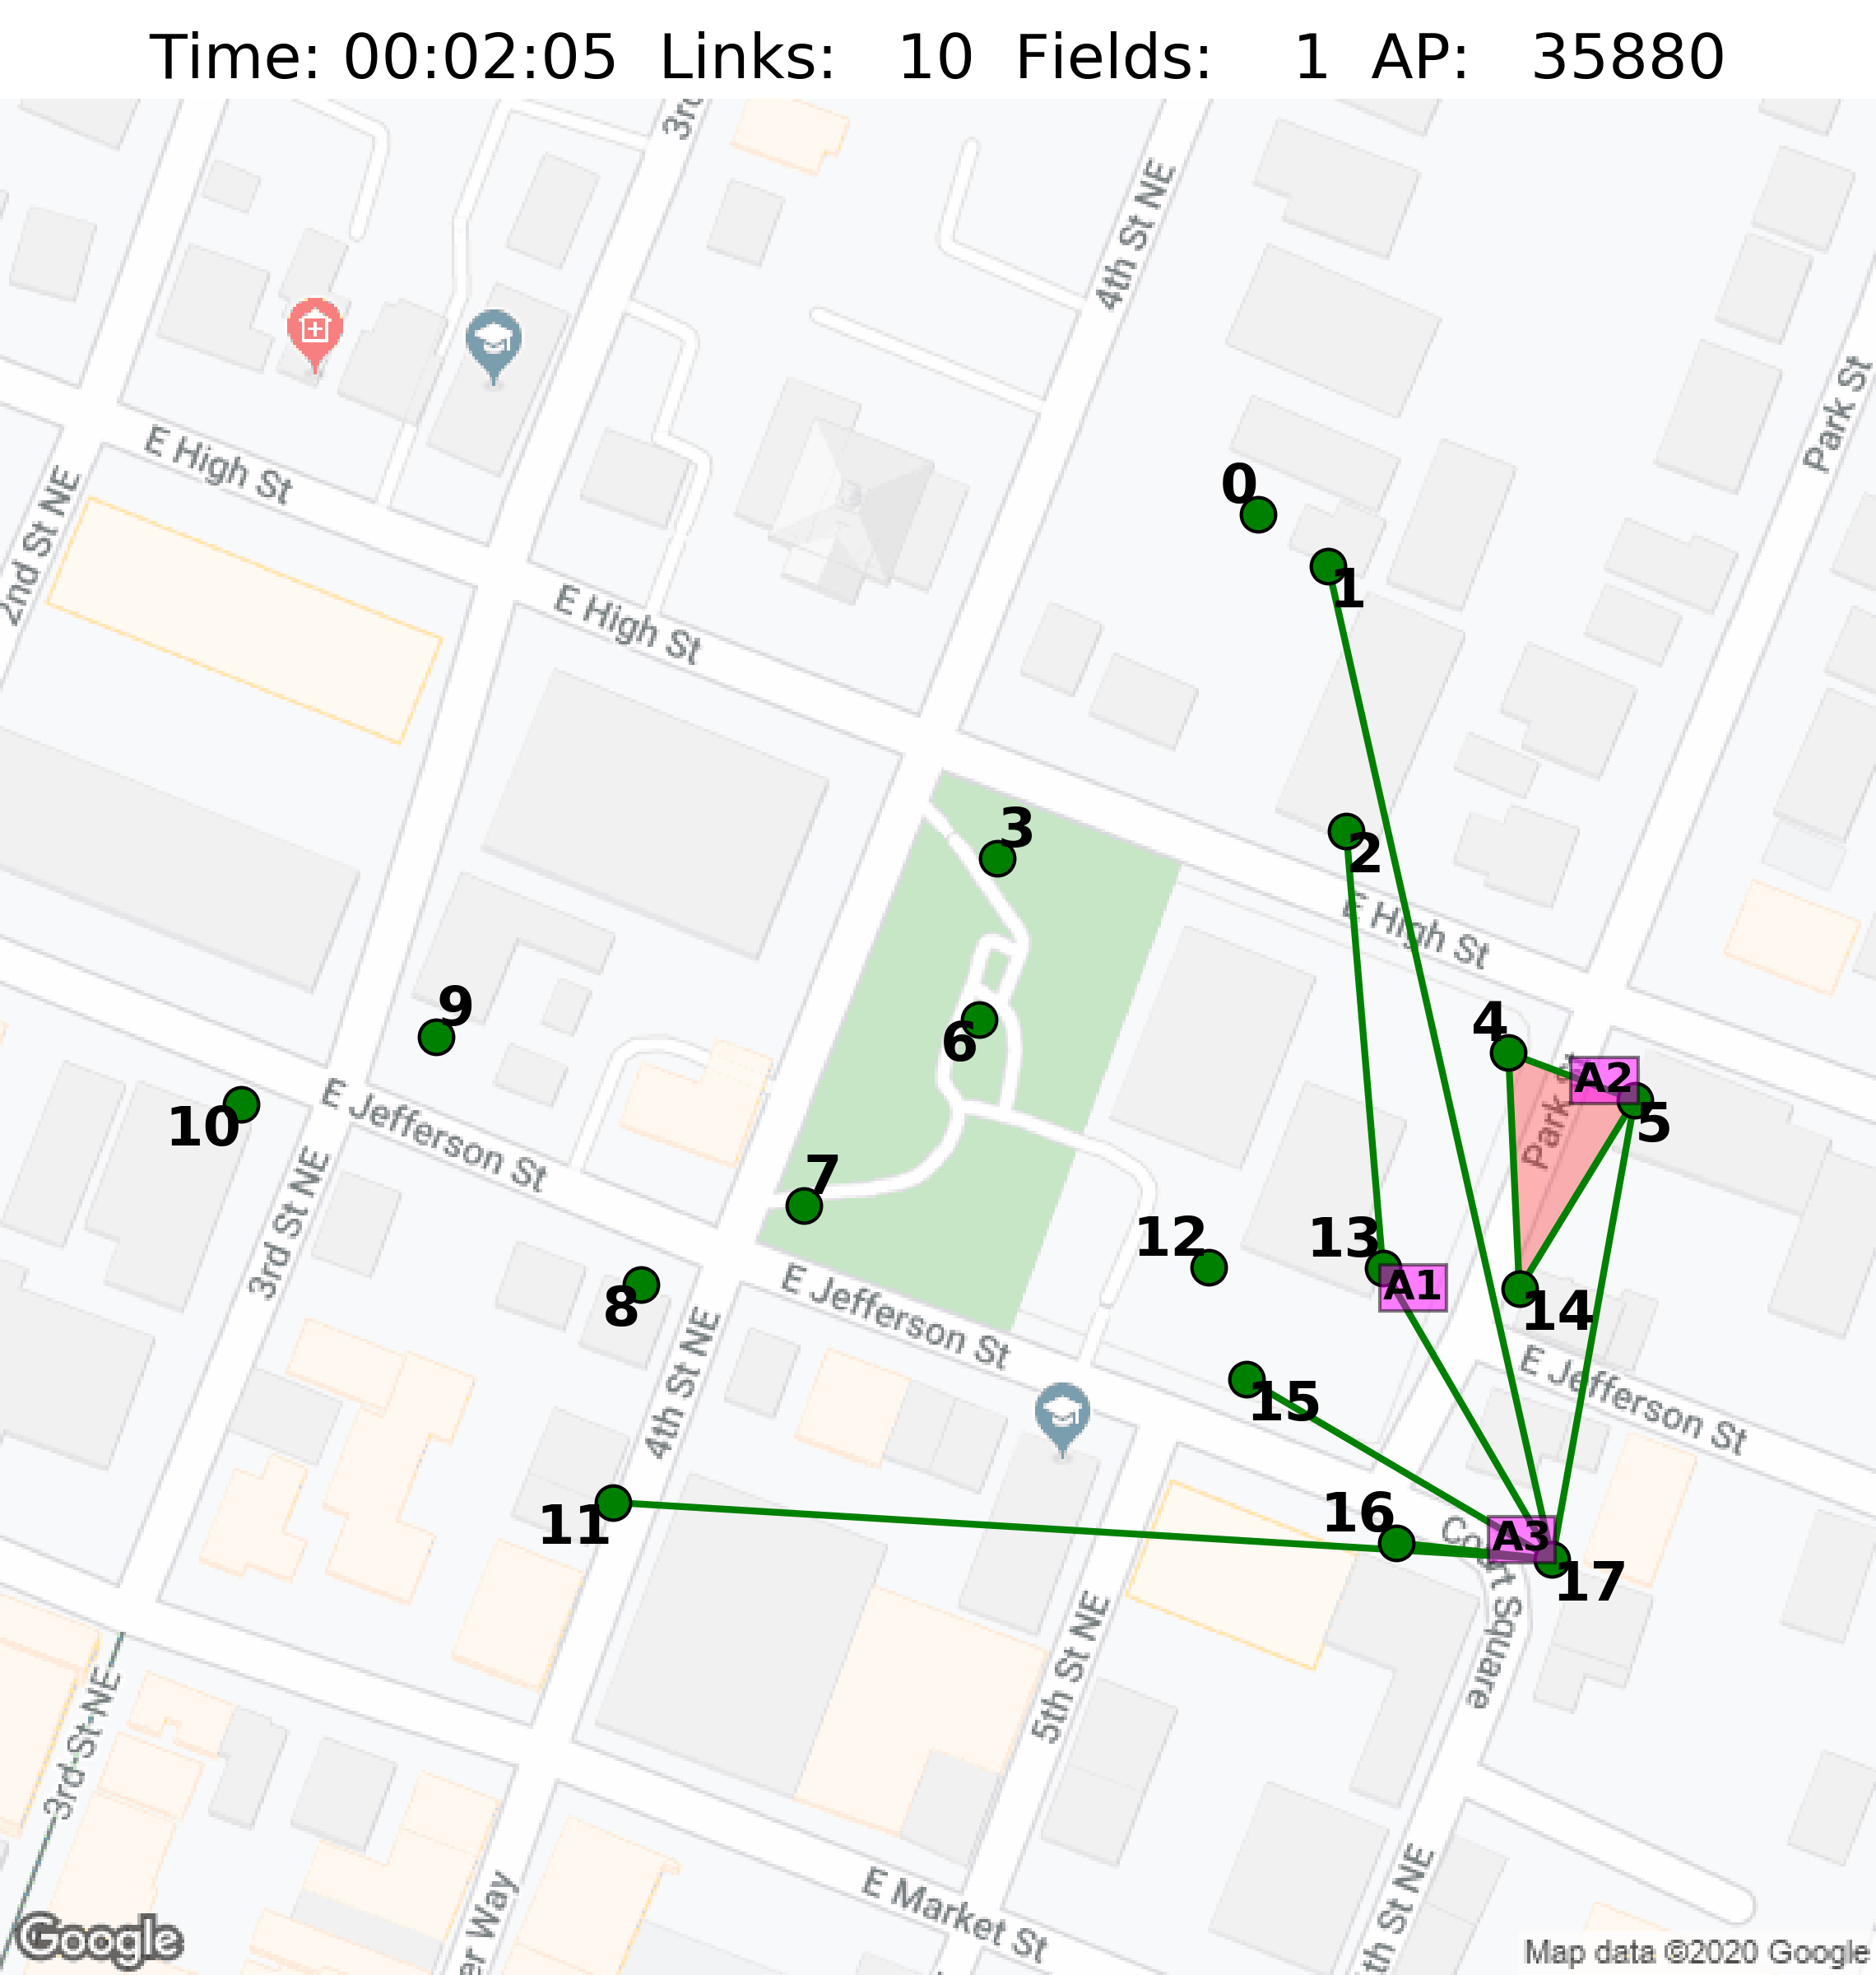 Time: 00:02:05 Links: 10 Fields: 1 AP: 35880
3rd
4th St NE
Park St
E High St
2nd St NE
0
1
E High St
3
2
E High St
9
4
6
A2
5
10
E Jefferson St
Park St
7
12
13
3rd St NE
A1
14
8
E Jefferson St
E Jefferson St
4th St NE
15
16
11
A3
17
Court Square
5th St NE
3rd St NE
E Market St
er Way
th St NE
Google
Map data ©2020 Google